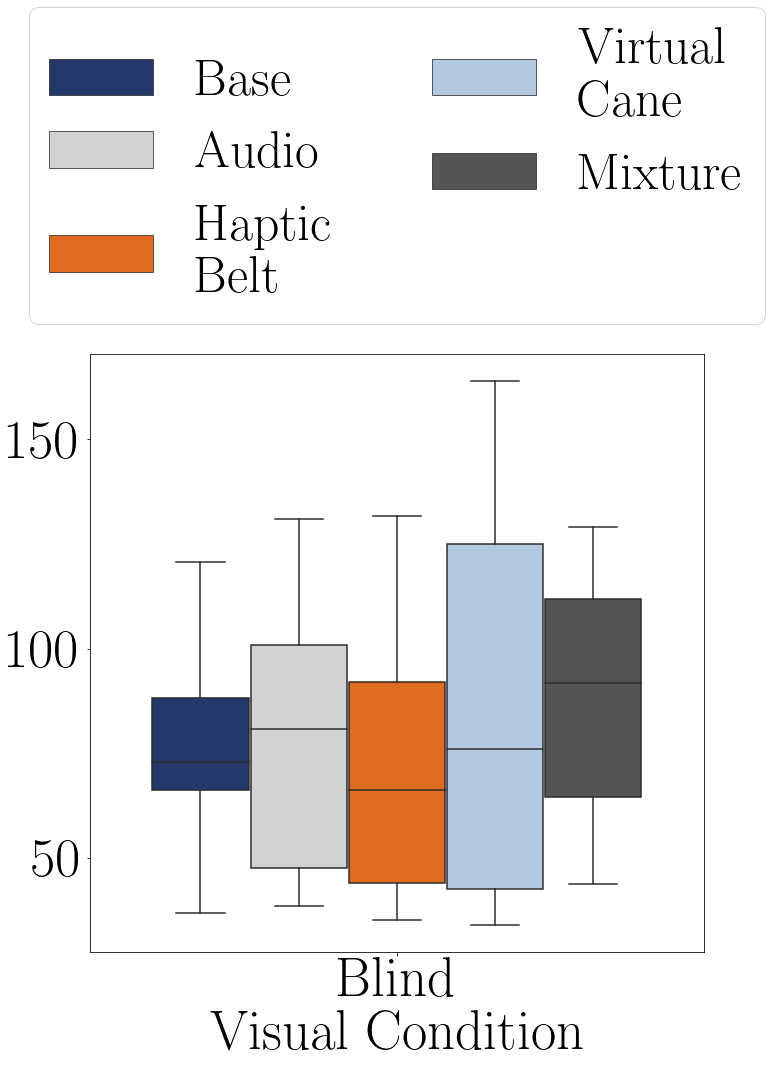 Base
Audio
Haptic
Belt
Virtual
Cane
Mixture
150
100
50
Blind
Visual Condition